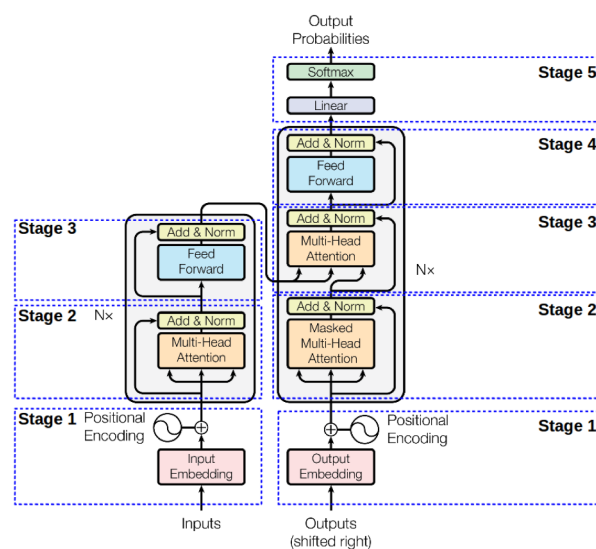 Output
Probabilities
Softmax
Stage 5
Linear
Add & Norm
Stage 4
Feed
Forward
Add & Norm
Stage 3
Multi-Head
Attention
N×
Add & Norm
Stage 2
Masked
Multi-Head
Attention
Stage 3
Add & Norm
Feed
Forward
Stage 2
N×
Add & Norm
Multi-Head
Attention
Stage 1
Positional
Encoding
Input
Embedding
Inputs
Positional
Encoding
Stage 1
Output
Embedding
Outputs
(shifted right)